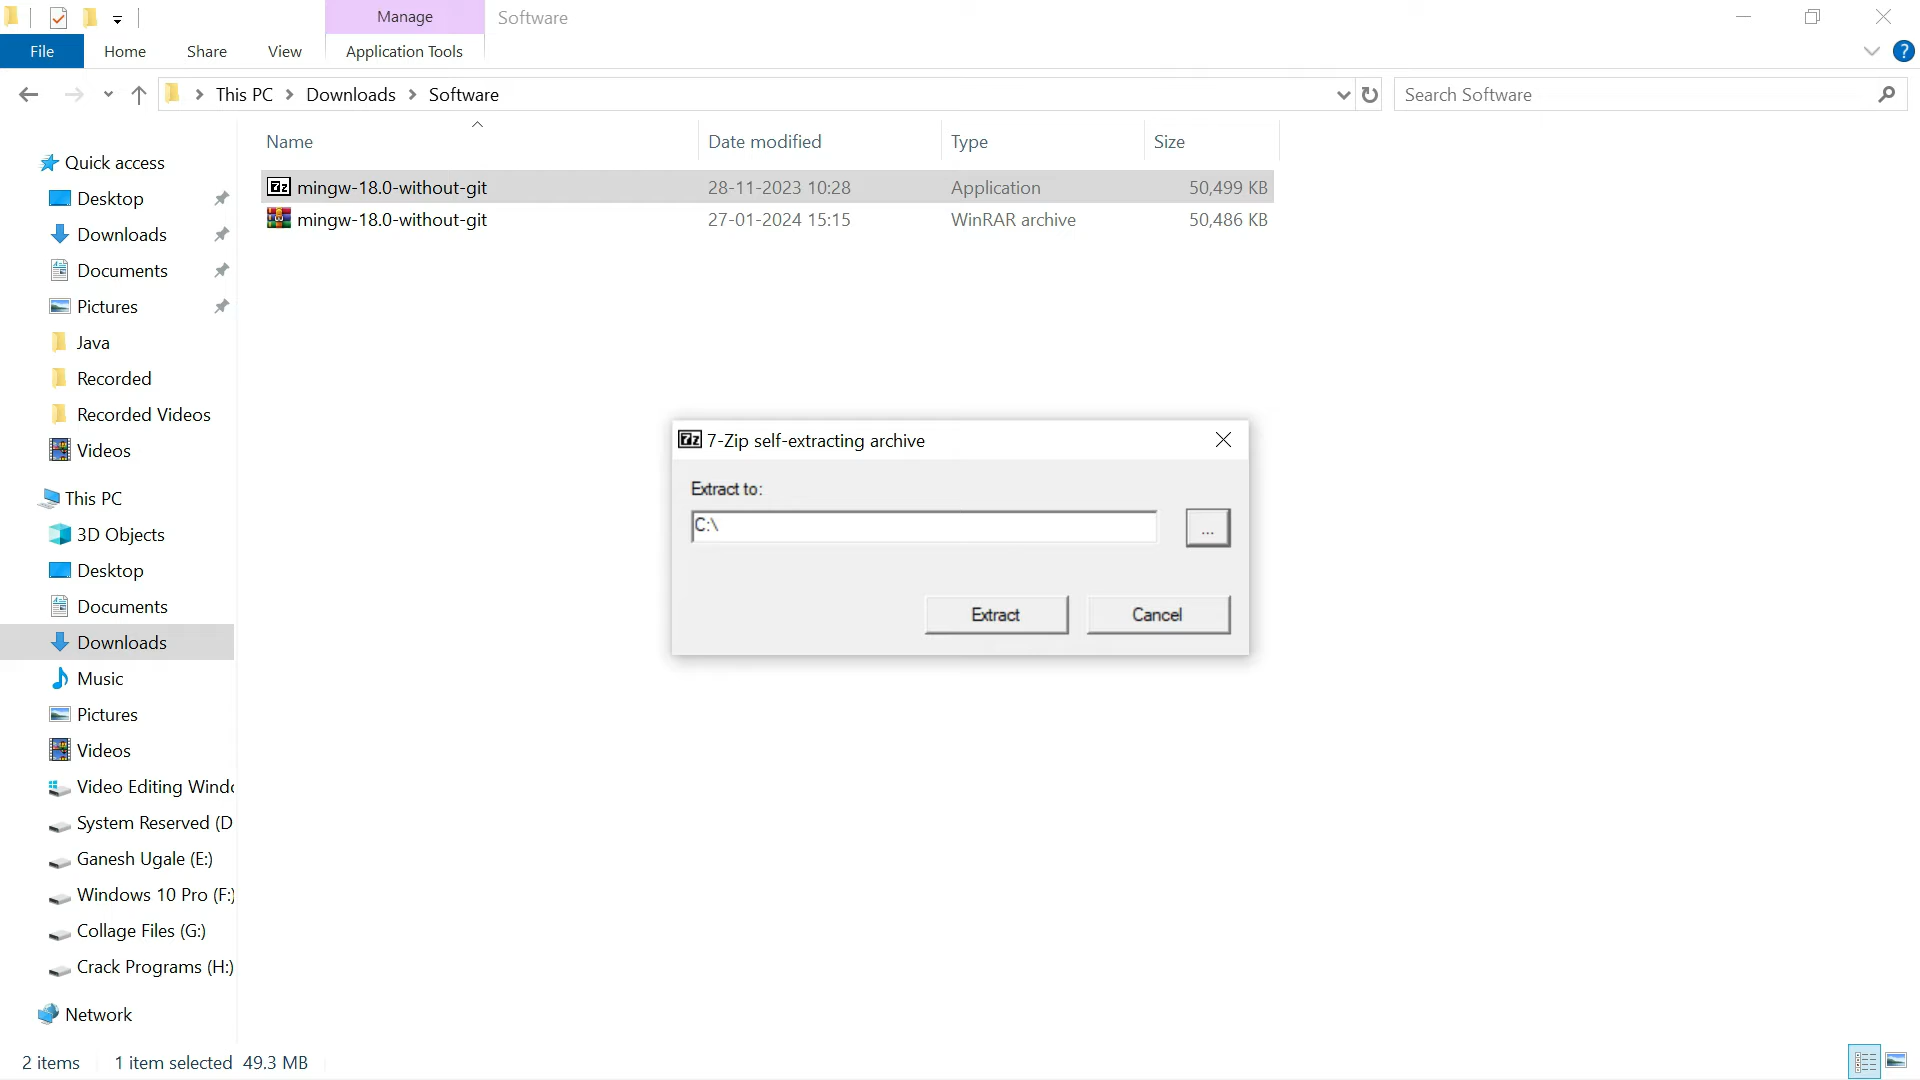 Manage
Software
File
Home
Share
View
Application Tools
?
This PC
Downloads
Software
Search Software
Name
Date modified
Type
Size
7z mingw-18.0-without-git 28-11-2023 10:28 Application 50,499 KB
mingw-18.0-without-git 27-01-2024 15:15 WinRAR archive 50,486 KB
Quick access
Desktop
Downloads
Documents
Pictures
Java
Recorded
Recorded Videos
Videos
This PC
3D Objects
Desktop
Documents
Downloads
Music
Pictures
Videos
Video Editing Windo
System Reserved (D
Ganesh Ugale (E:)
Windows 10 Pro (F:)
Collage Files (G:)
Crack Programs (H:)
Network
7z 7-Zip self-extracting archive
Extract to:
C:\
...
Extract
Cancel
2 items
1 item selected 49.3 MB